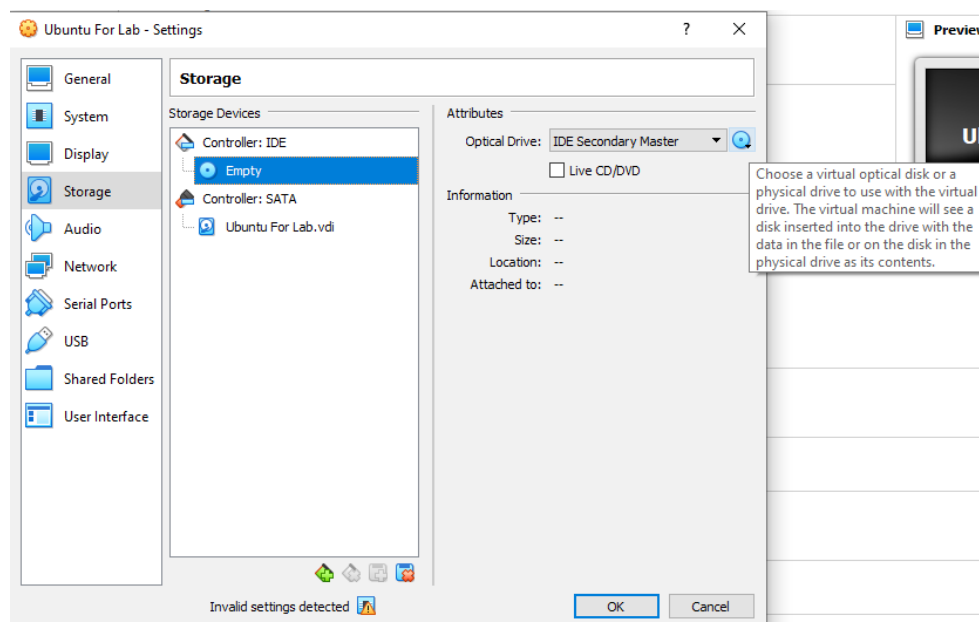 Ubuntu For Lab - Settings
?
General
System
Display
Storage
Audio
Network
Serial Ports
USB
Shared Folders
User Interface
Storage
Storage Devices
Controller: IDE
Empty
Controller: SATA
Ubuntu For Lab.vdi
Attributes
Optical Drive: IDE Secondary Master
Live CD/DVD
Information
Type: --
Size: --
Location: --
Attached to: --
Invalid settings detected
OK
Cancel
Choose a virtual optical disk or a
physical drive to use with the virtual
drive. The virtual machine will see a
disk inserted into the drive with the
data in the file or on the disk in the
physical drive as its contents.